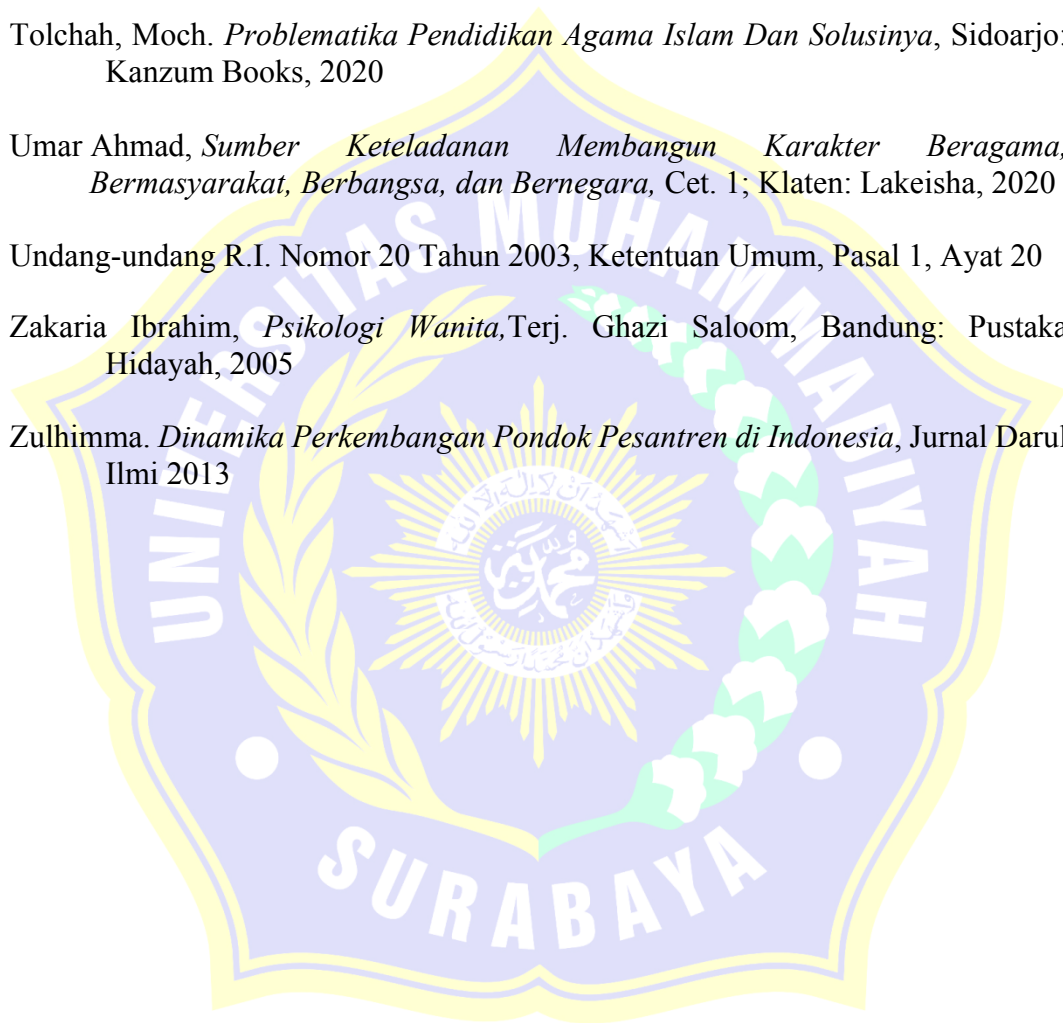 Tolchah, Moch. Problematika Pendidikan Agama Islam Dan Solusinya, Sidoarjo:
Kanzum Books, 2020
Umar Ahmad, Sumber Keteladanan Membangun Karakter Beragama,
Bermasyarakat, Berbangsa, dan Bernegara, Cet. 1; Klaten: Lakeisha, 2020
Undang-undang R.I. Nomor 20 Tahun 2003, Ketentuan Umum, Pasal 1, Ayat 20
Zakaria Ibrahim, Psikologi Wanita,Terj. Ghazi Saloom, Bandung: Pustaka
Hidayah, 2005
Zulhimma. Dinamika Perkembangan Pondok Pesantren di Indonesia, Jurnal Darul
Ilmi 2013
UNIVERSITAS MUHAMMADIYAH
SURABAYA